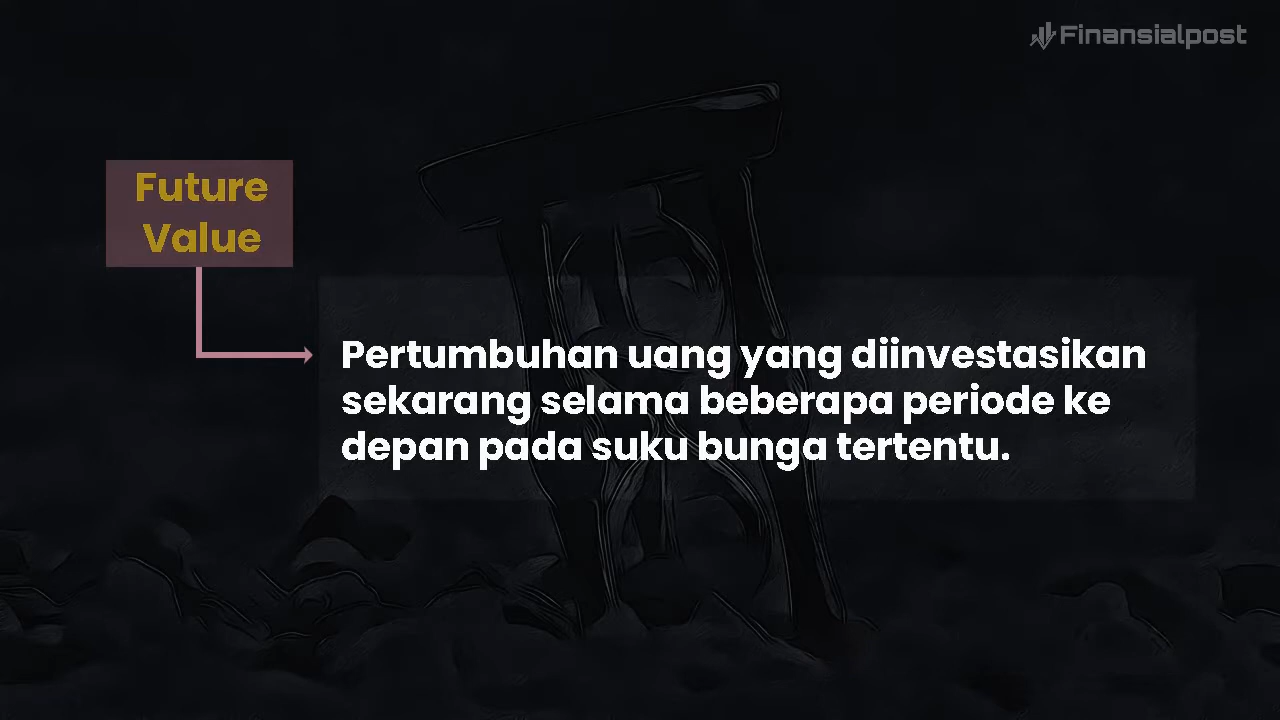 Finansialpost
Future
Value
Pertumbuhan uang yang diinvestasikan
sekarang selama beberapa periode ke
depan pada suku bunga tertentu.